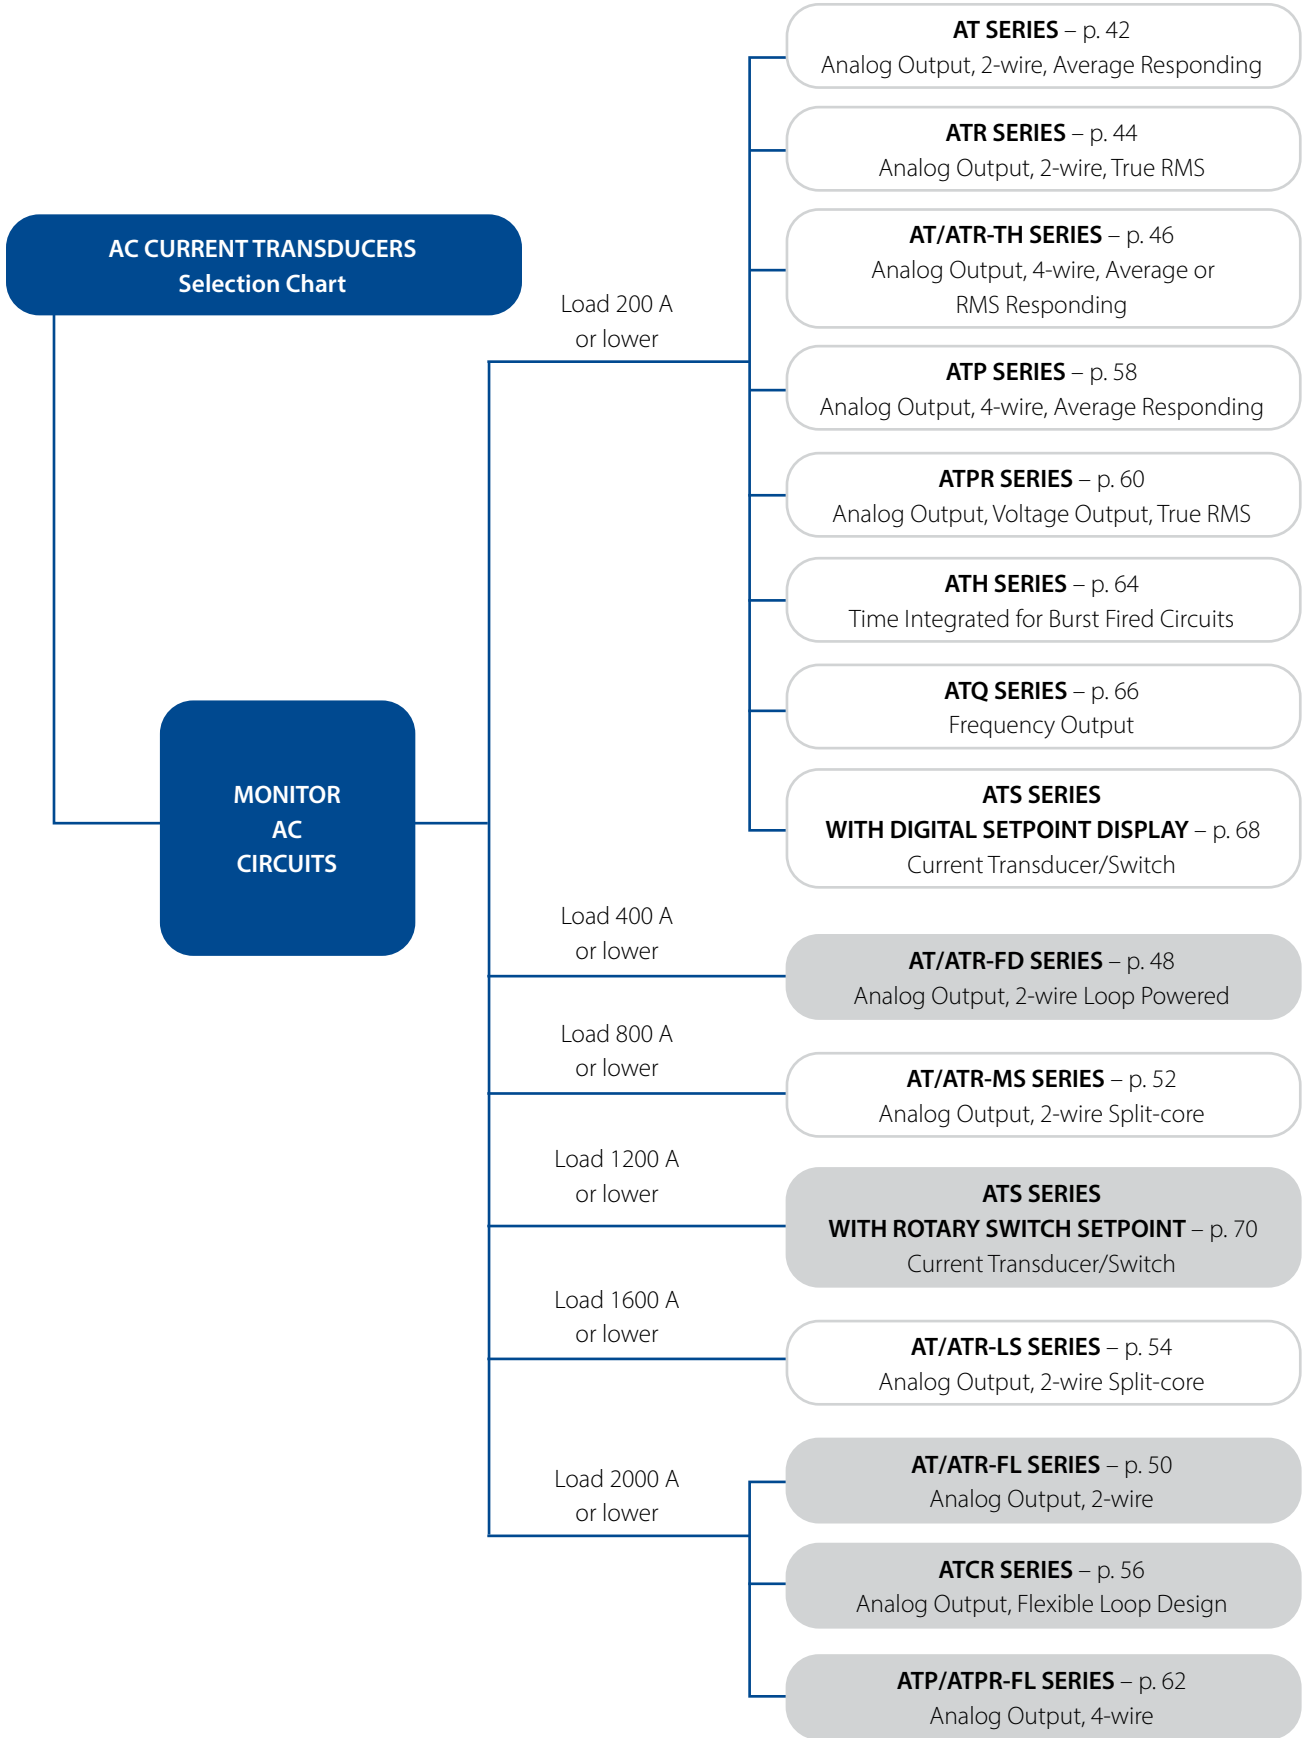 AC CURRENT TRANSDUCERS
Selection Chart
MONITOR
AC
CIRCUITS
Load 200 A
or lower
AT SERIES – p. 42
Analog Output, 2-wire, Average Responding
ATR SERIES – p. 44
Analog Output, 2-wire, True RMS
AT/ATR-TH SERIES – p. 46
Analog Output, 4-wire, Average or
RMS Responding
ATP SERIES – p. 58
Analog Output, 4-wire, Average Responding
ATPR SERIES – p. 60
Analog Output, Voltage Output, True RMS
ATH SERIES – p. 64
Time Integrated for Burst Fired Circuits
ATQ SERIES – p. 66
Frequency Output
ATS SERIES
WITH DIGITAL SETPOINT DISPLAY – p. 68
Current Transducer/Switch
Load 400 A
or lower
AT/ATR-FD SERIES – p. 48
Analog Output, 2-wire Loop Powered
Load 800 A
or lower
AT/ATR-MS SERIES – p. 52
Analog Output, 2-wire Split-core
Load 1200 A
or lower
ATS SERIES
WITH ROTARY SWITCH SETPOINT – p. 70
Current Transducer/Switch
Load 1600 A
or lower
AT/ATR-LS SERIES – p. 54
Analog Output, 2-wire Split-core
Load 2000 A
or lower
AT/ATR-FL SERIES – p. 50
Analog Output, 2-wire
ATCR SERIES – p. 56
Analog Output, Flexible Loop Design
ATP/ATPR-FL SERIES – p. 62
Analog Output, 4-wire